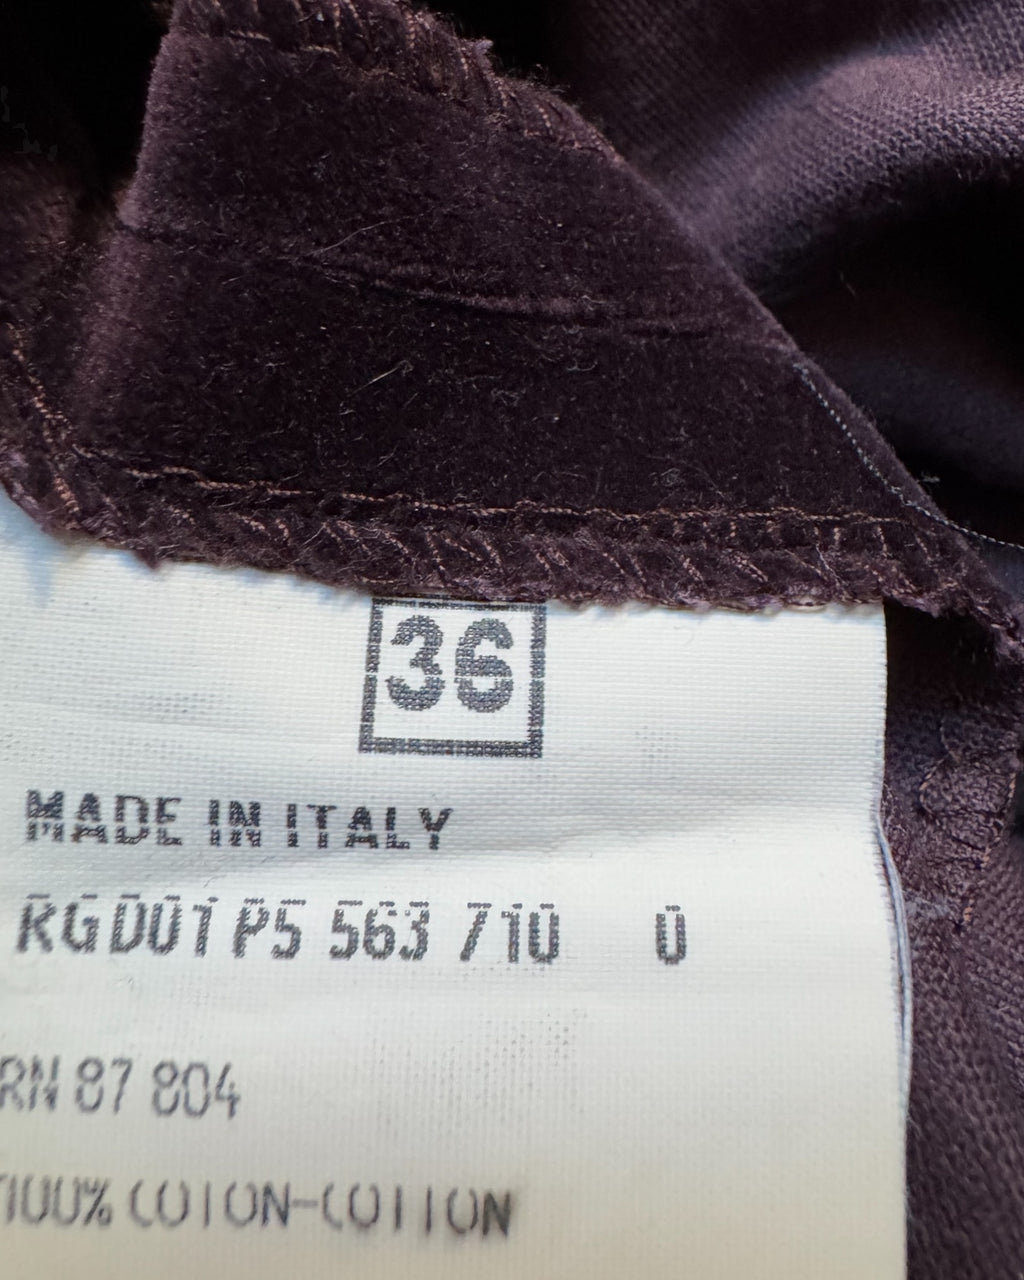 36
MADE IN ITALY
RGD01 P5 563 710 0
RN 87 804
100% COTON-COTTON